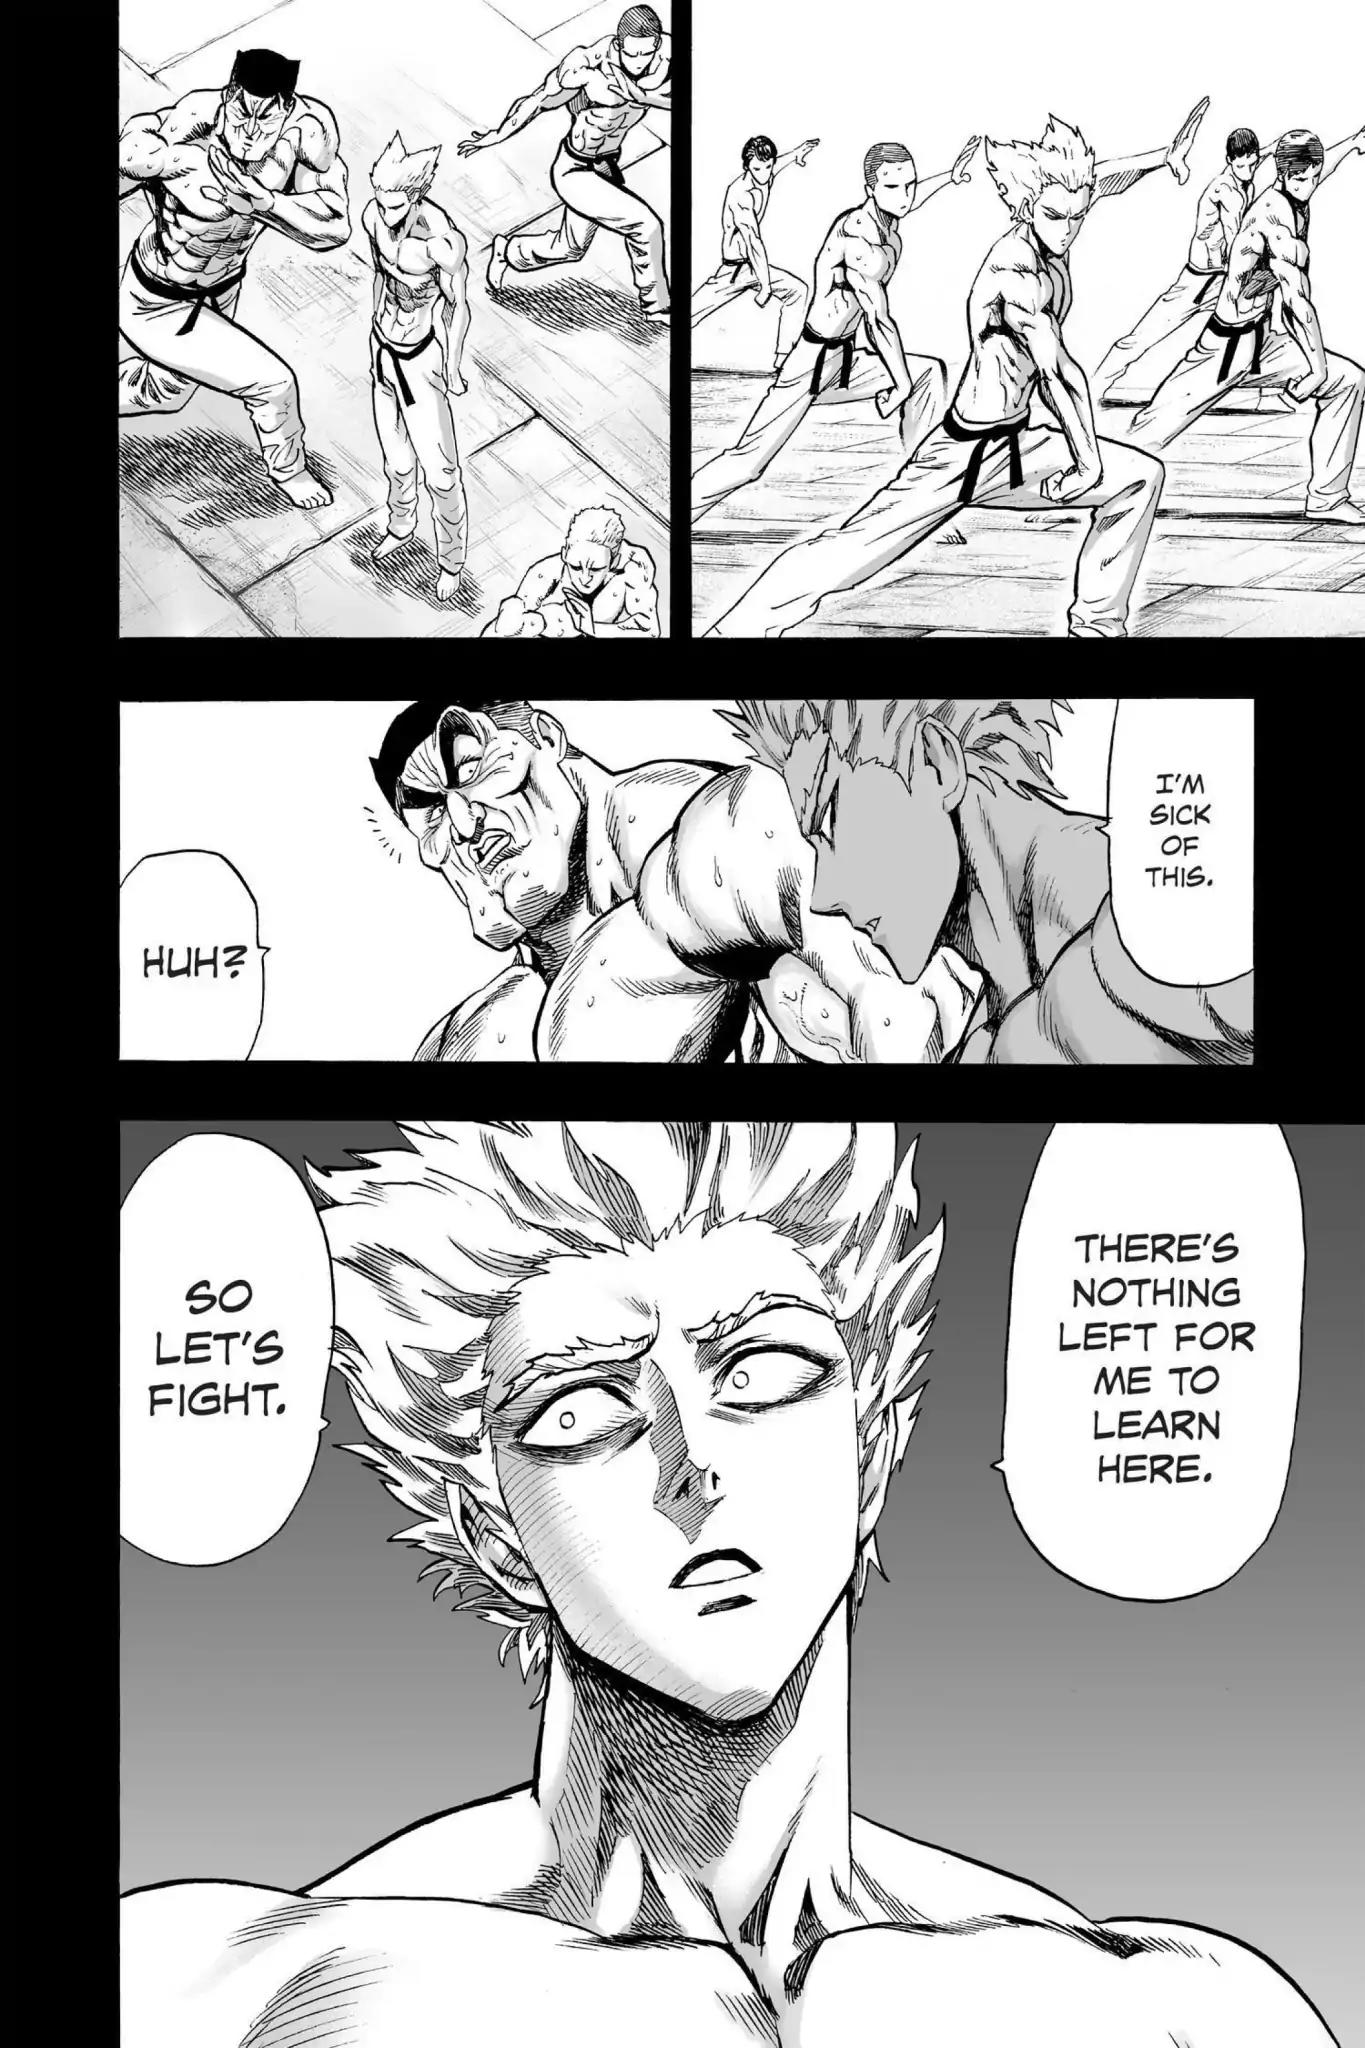 I'M
SICK
OF
THIS.
HUH?
THERE'S
NOTHING
LEFT FOR
ME TO
LEARN
HERE.
SO
LET'S
FIGHT.